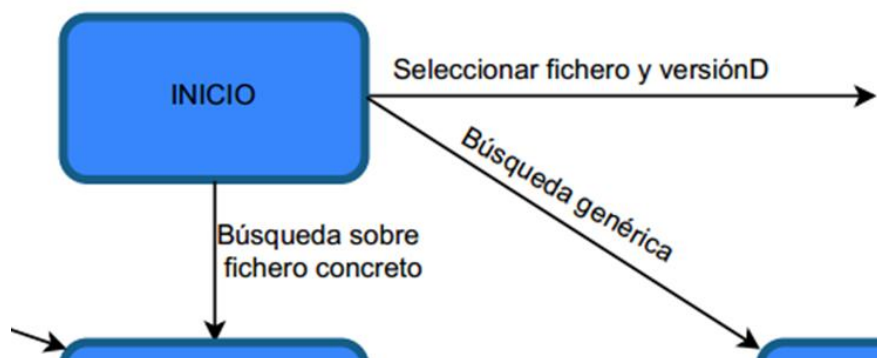 INICIO
Seleccionar fichero y versiónD
Búsqueda genérica
Búsqueda sobre
fichero concreto